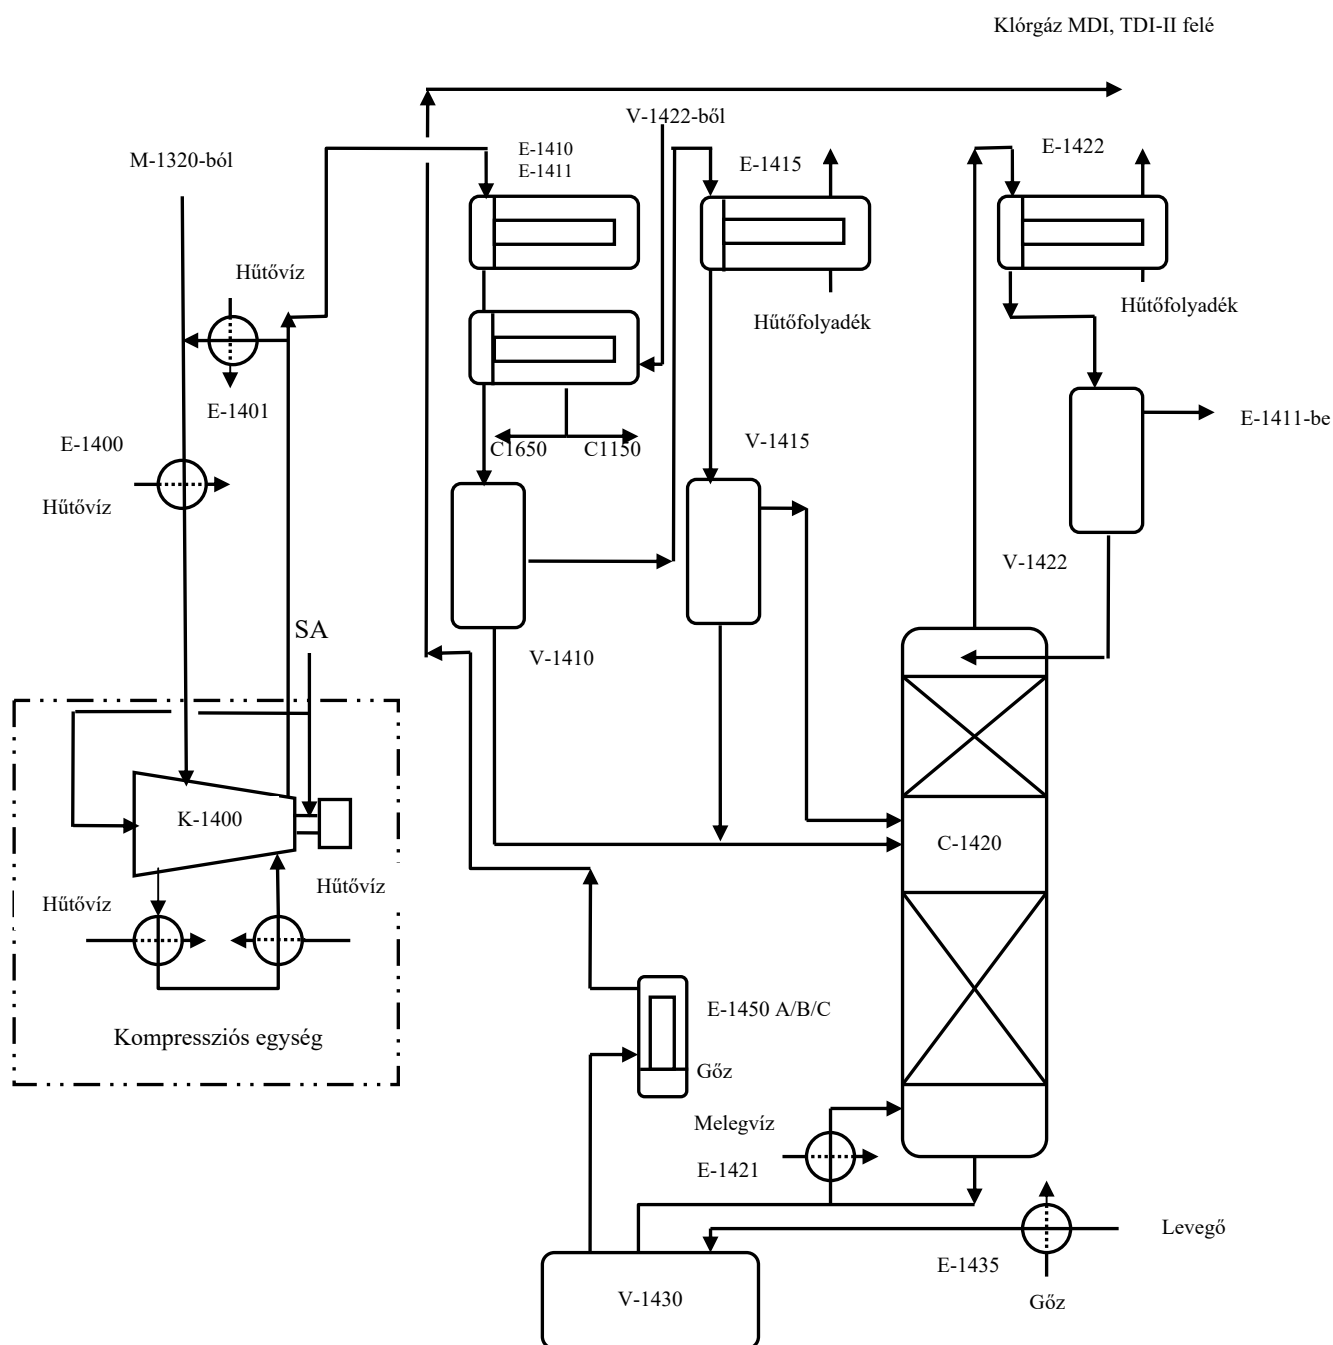 Klórgáz MDI, TDI-II felé
V-1422-ből
M-1320-ból
E-1410
E-1411
E-1415
E-1422
Hűtővíz
Hűtőfolyadék
Hűtőfolyadék
E-1401
E-1411-be
E-1400
C1650
C1150
V-1415
Hűtővíz
V-1422
SA
V-1410
K-1400
C-1420
Hűtővíz
Hűtővíz
E-1450 A/B/C
Kompressziós egység
Gőz
Melegvíz
E-1421
Levegő
E-1435
V-1430
Gőz